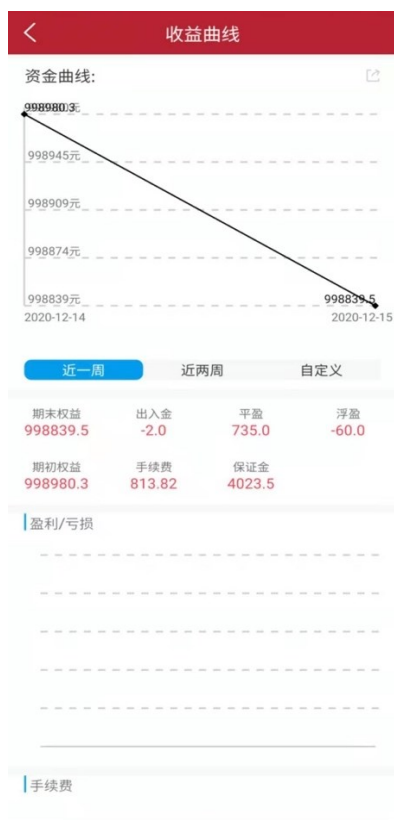 收益曲线
资金曲线:
998980.3
998945元
998909元
998874元
998839元
998839.5
2020-12-14
2020-12-15
近一周
近两周
自定义
期末权益 出入金 平盈 浮盈
998839.5 -2.0 735.0 -60.0
期初权益 手续费 保证金
998980.3 813.82 4023.5
盈利/亏损
手续费